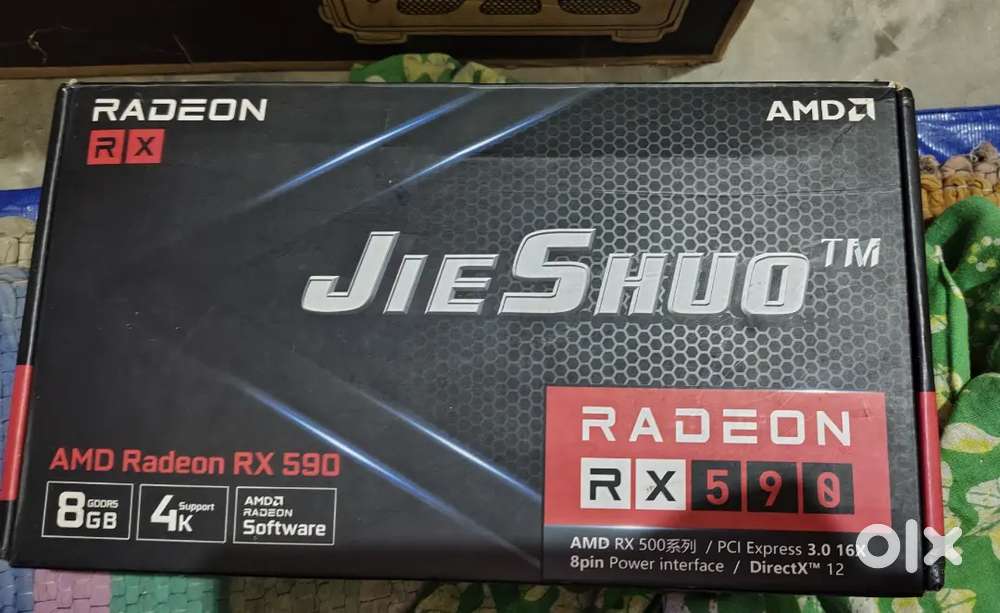 RADEON
RX
AMD
JIESHUO™
AMD Radeon RX 590
8 GDDR5 GB
4K Support
AMD RADEON Software
RADEON
RX 590
AMD RX 500系列 / PCI Express 3.0 16X
8pin Power interface / DirectX™ 12
olx